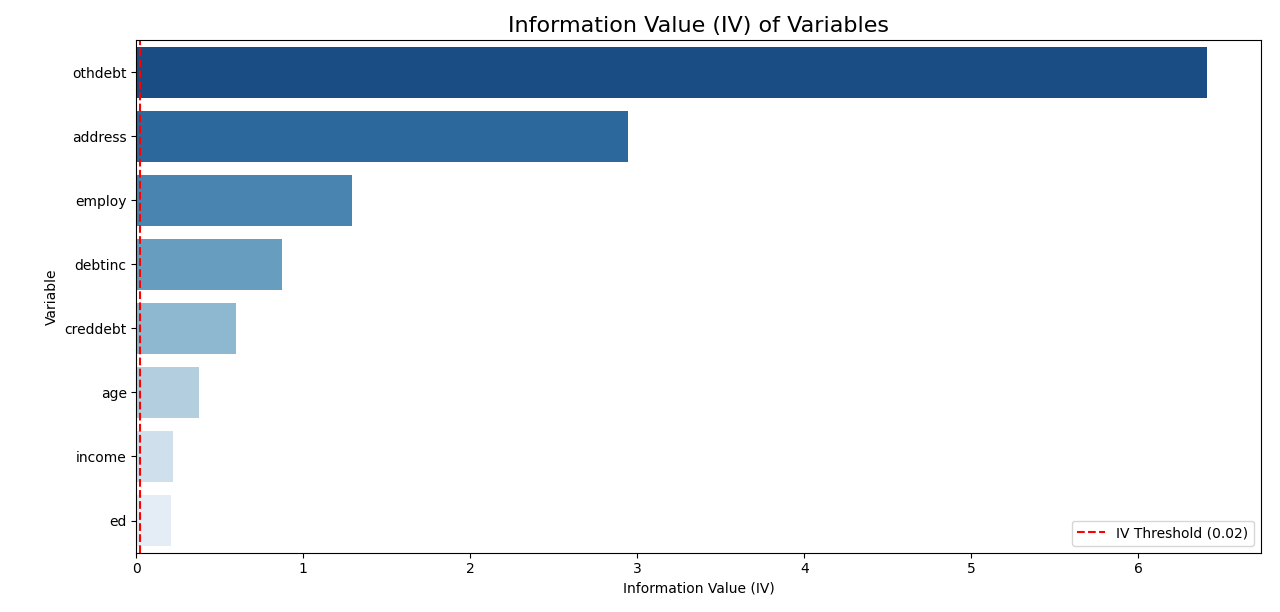 Information Value (IV) of Variables
Variable
othdebt
address
employ
debtinc
creddebt
age
income
ed
IV Threshold (0.02)
0 1 2 3 4 5 6
Information Value (IV)